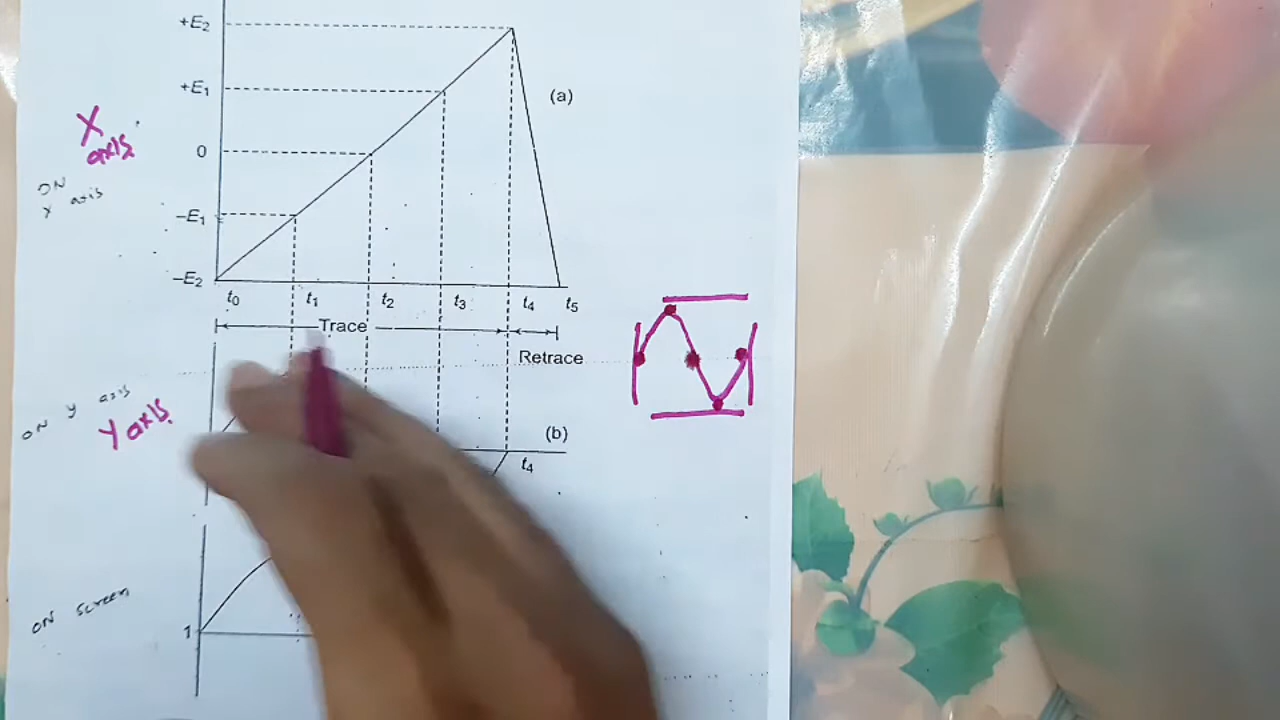 +E2
+E1
(a)
X
axis
0
ON
X axis
−E1
−E2
t0 t1 t2 t3 t4 t5
Trace
Retrace
ON Y axis
Y axis
(b)
t4
ON screen
1